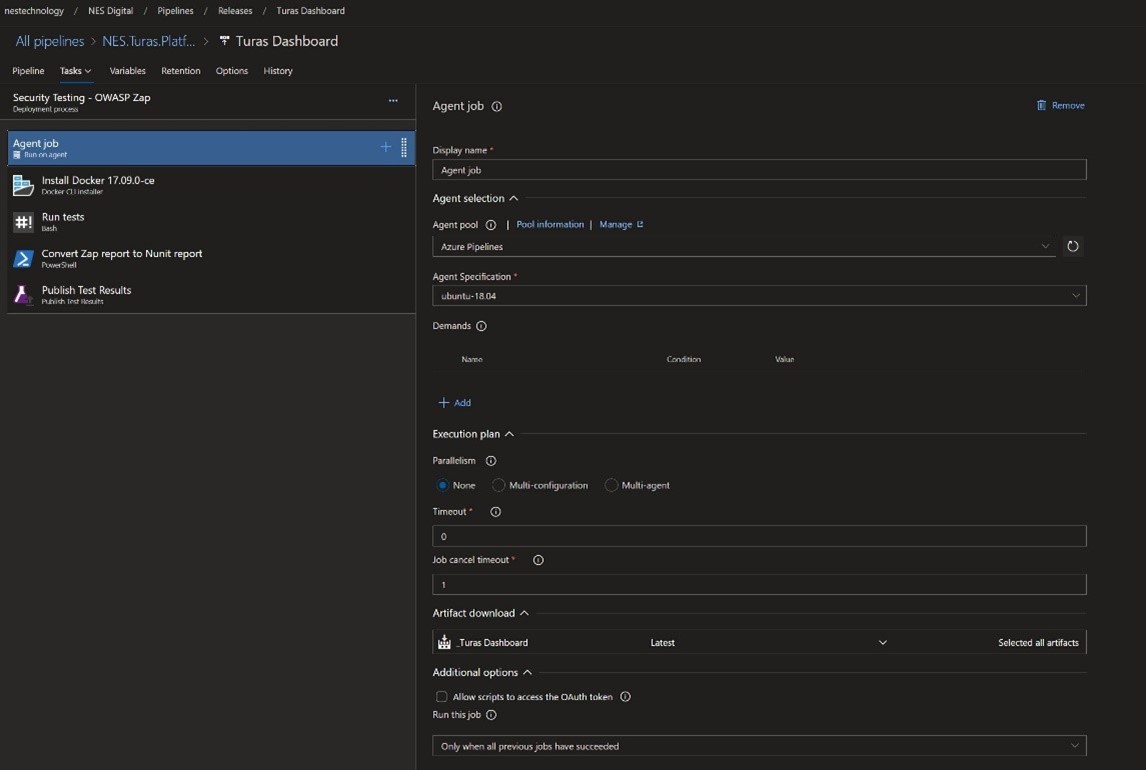 nestechnology / NES Digital / Pipelines / Releases / Turas Dashboard
All pipelines > NES.Turas.Platf... > Turas Dashboard
Pipeline Tasks Variables Retention Options History
Security Testing - OWASP Zap
Deployment process
...
Agent job
Run on agent
Install Docker 17.09.0-ce
Docker CLI installer
#!
Run tests
Bash
Convert Zap report to Nunit report
PowerShell
Publish Test Results
Publish Test Results
Agent job
Remove
Display name *
Agent job
Agent selection
Agent pool | Pool information | Manage
Azure Pipelines
Agent Specification *
ubuntu-18.04
Demands
Name Condition Value
+ Add
Execution plan
Parallelism
None Multi-configuration Multi-agent
Timeout *
0
Job cancel timeout *
1
Artifact download
_Turas Dashboard Latest Selected all artifacts
Additional options
Allow scripts to access the OAuth token
Run this job
Only when all previous jobs have succeeded